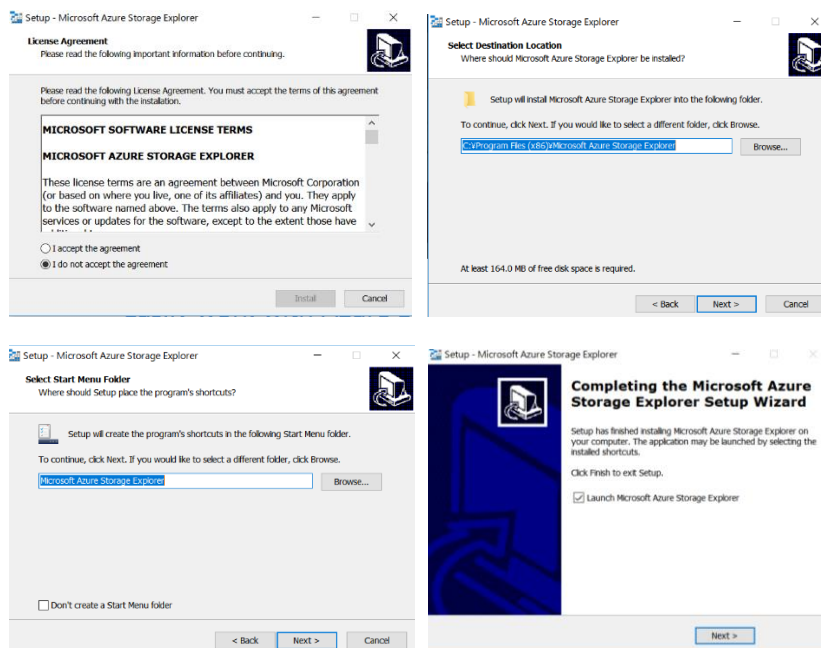 Setup - Microsoft Azure Storage Explorer
License Agreement
Please read the following important information before continuing.
Please read the following License Agreement. You must accept the terms of this agreement
before continuing with the installation.
MICROSOFT SOFTWARE LICENSE TERMS
MICROSOFT AZURE STORAGE EXPLORER
These license terms are an agreement between Microsoft Corporation
(or based on where you live, one of its affiliates) and you. They apply
to the software named above. The terms also apply to any Microsoft
services or updates for the software, except to the extent those have
I accept the agreement
I do not accept the agreement
Install
Cancel
Setup - Microsoft Azure Storage Explorer
Select Destination Location
Where should Microsoft Azure Storage Explorer be installed?
Setup will install Microsoft Azure Storage Explorer into the following folder.
To continue, click Next. If you would like to select a different folder, click Browse.
C:¥Program Files (x86)¥Microsoft Azure Storage Explorer
Browse...
At least 164.0 MB of free disk space is required.
< Back
Next >
Cancel
Setup - Microsoft Azure Storage Explorer
Select Start Menu Folder
Where should Setup place the program's shortcuts?
Setup will create the program's shortcuts in the following Start Menu folder.
To continue, click Next. If you would like to select a different folder, click Browse.
Microsoft Azure Storage Explorer
Browse...
Don't create a Start Menu folder
< Back
Next >
Cancel
Setup - Microsoft Azure Storage Explorer
Completing the Microsoft Azure
Storage Explorer Setup Wizard
Setup has finished installing Microsoft Azure Storage Explorer on
your computer. The application may be launched by selecting the
installed shortcuts.
Click Finish to exit Setup.
Launch Microsoft Azure Storage Explorer
Next >